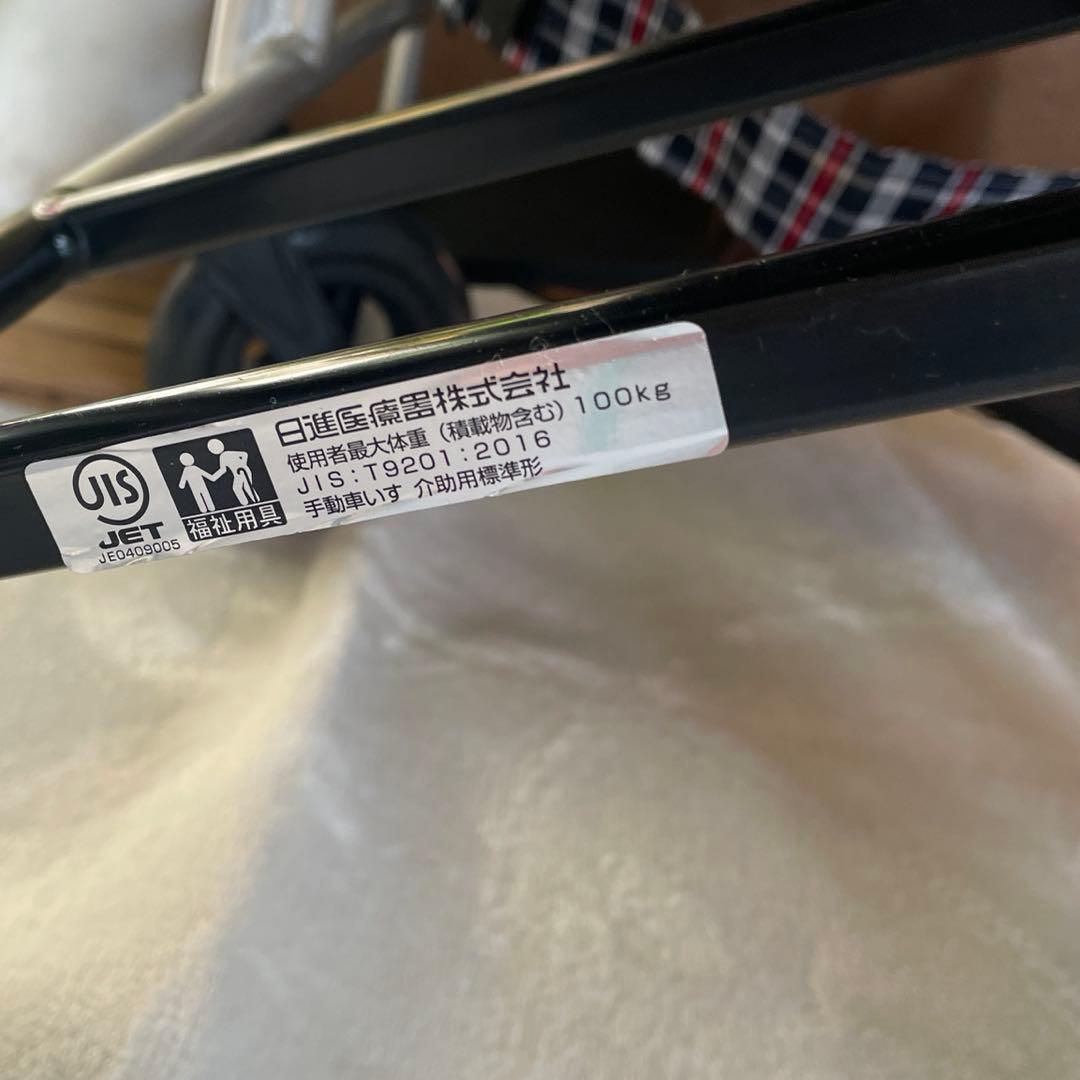 日進医療器株式会社
使用者最大体重（積載物含む）100kg
JIS:T9201:2016
手動車いす 介助用標準形
JIS
JET
JE0409005
福祉用具